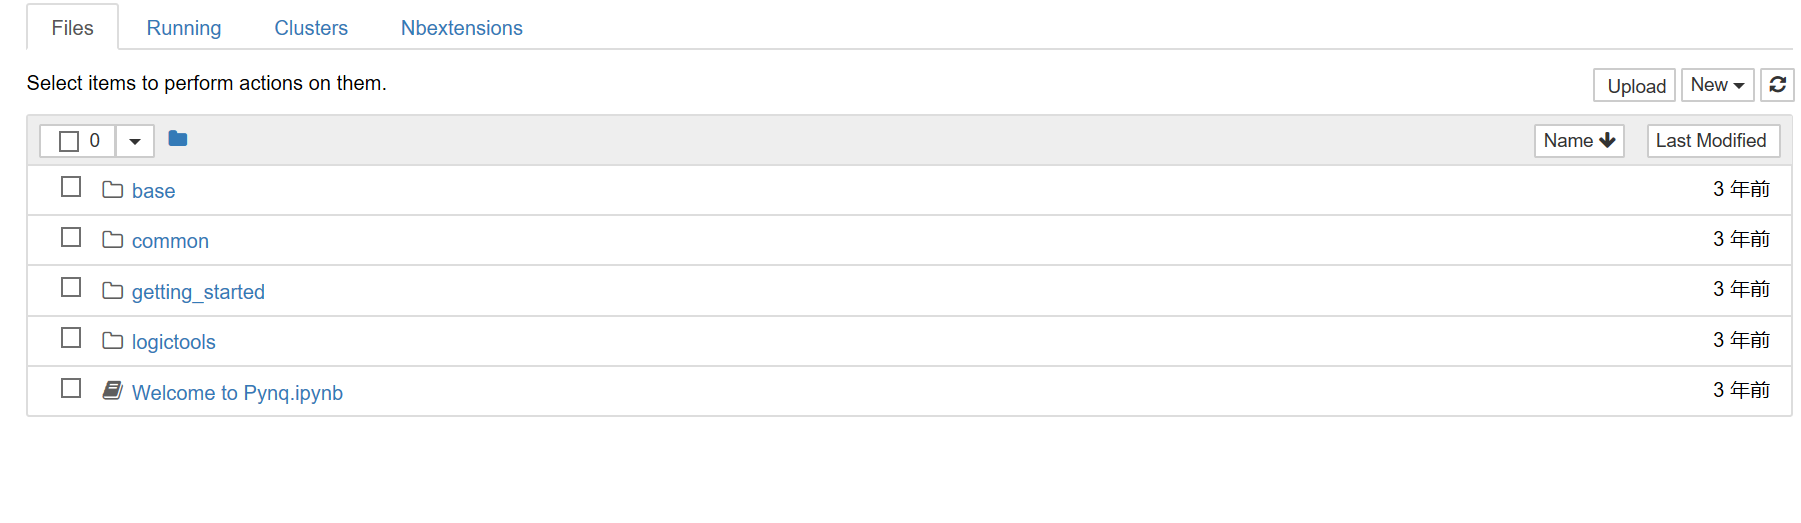 Files Running Clusters Nbextensions
Select items to perform actions on them.
Upload New
0 Name Last Modified
base 3 年前
common 3 年前
getting_started 3 年前
logictools 3 年前
Welcome to Pynq.ipynb 3 年前